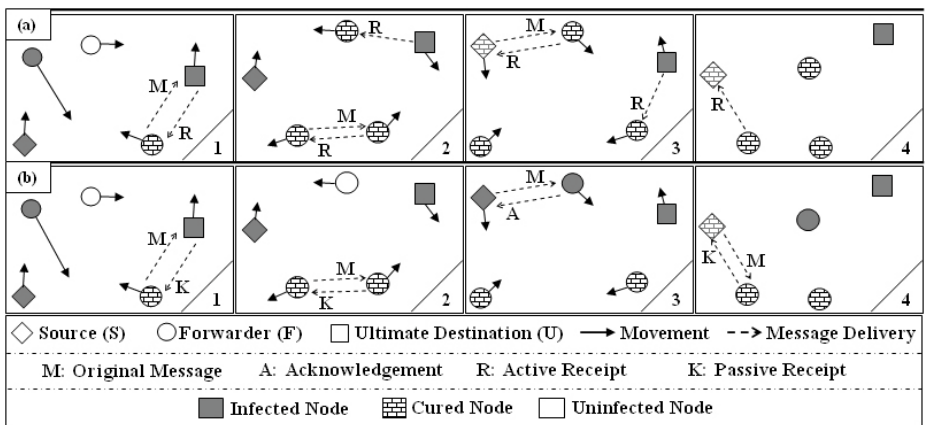 (a)
M
R
1
R
M
R
2
M
R
R
3
R
4
(b)
M
K
1
M
K
2
M
A
3
K
M
4
Source (S) Forwarder (F) Ultimate Destination (U) Movement Message Delivery
M: Original Message A: Acknowledgement R: Active Receipt K: Passive Receipt
Infected Node Cured Node Uninfected Node